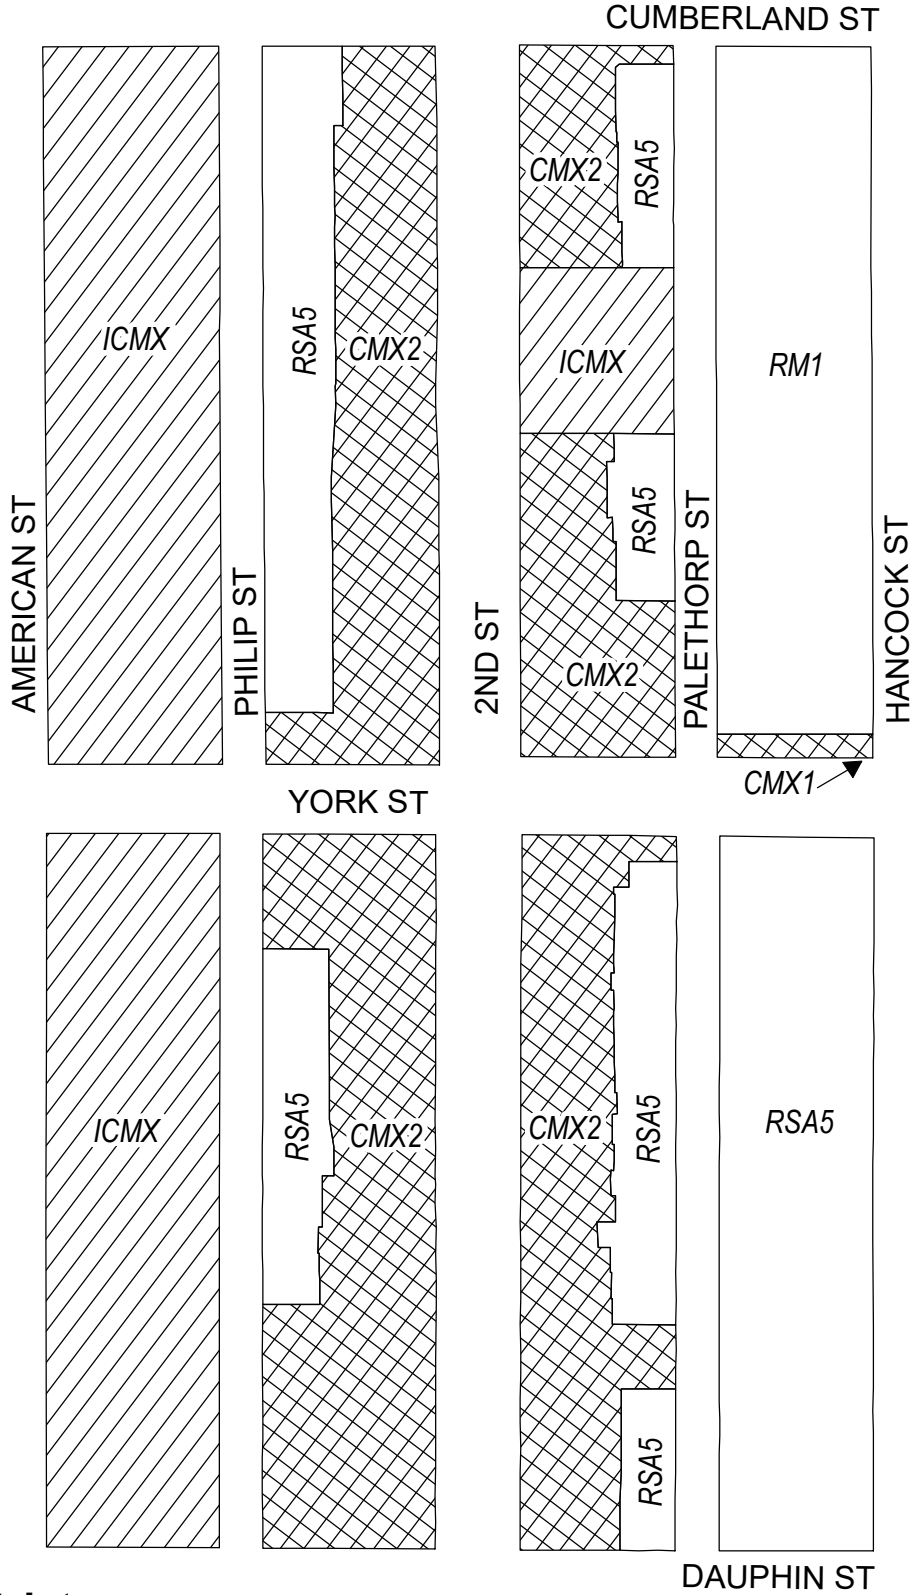 CUMBERLAND ST
CMX2
RSA5
ICMX
RSA5
CMX2
ICMX
RM1
RSA5
AMERICAN ST
PHILIP ST
2ND ST
CMX2
PALETHORP ST
HANCOCK ST
CMX1
YORK ST
ICMX
RSA5
CMX2
CMX2
RSA5
RSA5
RSA5
DAUPHIN ST